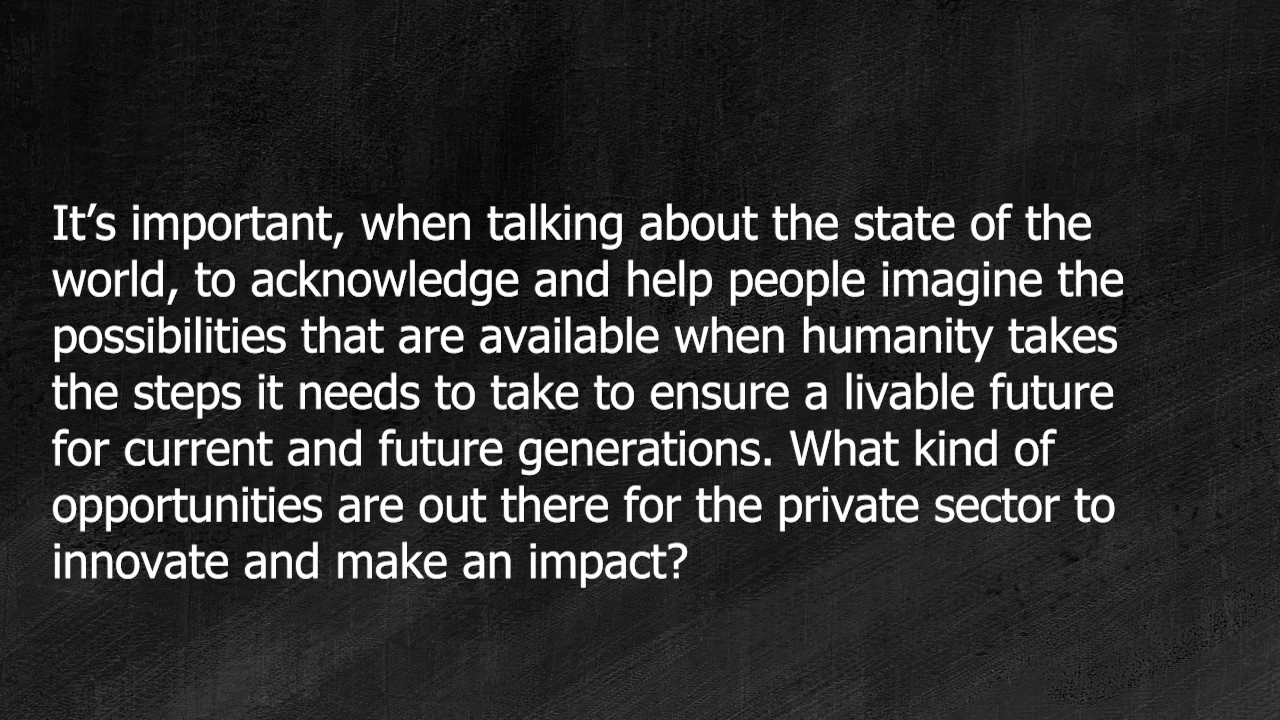 It’s important, when talking about the state of the
world, to acknowledge and help people imagine the
possibilities that are available when humanity takes
the steps it needs to take to ensure a livable future
for current and future generations. What kind of
opportunities are out there for the private sector to
innovate and make an impact?